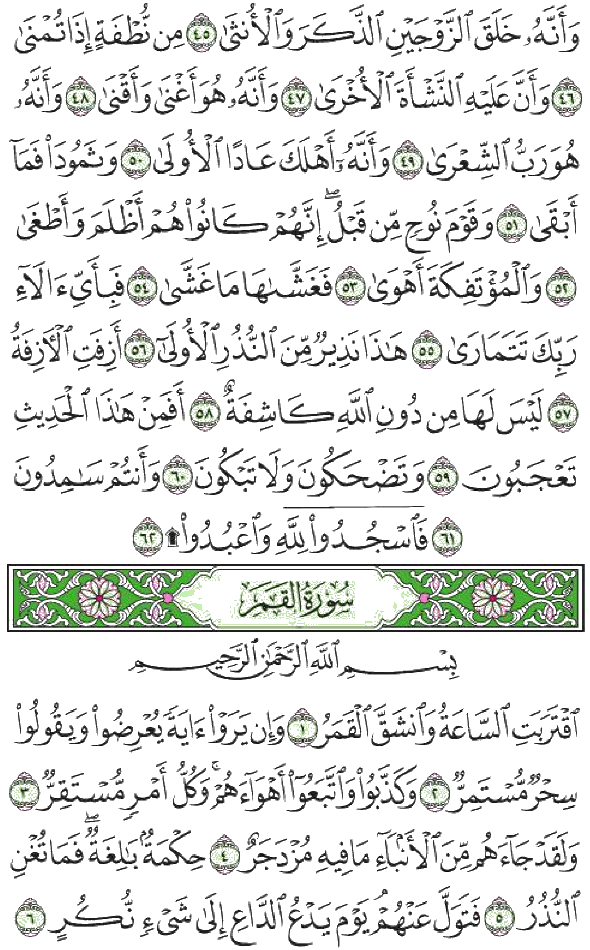 وَأَنَّهُۥ خَلَقَ ٱلزَّوۡجَيۡنِ ٱلذَّكَرَ وَٱلۡأُنثَىٰ ٤٥ مِن نُّطۡفَةٍ إِذَا تُمۡنَىٰ
٤٦ وَأَنَّ عَلَيۡهِ ٱلنَّشۡأَةَ ٱلۡأُخۡرَىٰ ٤٧ وَأَنَّهُۥ هُوَ أَغۡنَىٰ وَأَقۡنَىٰ ٤٨ وَأَنَّهُۥ
هُوَ رَبُّ ٱلشِّعۡرَىٰ ٤٩ وَأَنَّهُۥٓ أَهۡلَكَ عَادًا ٱلۡأُولَىٰ ٥٠ وَثَمُودَاْ فَمَآ
أَبۡقَىٰ ٥١ وَقَوۡمَ نُوحٖ مِّن قَبۡلُۖ إِنَّهُمۡ كَانُواْ هُمۡ أَظۡلَمَ وَأَطۡغَىٰ
٥٢ وَٱلۡمُؤۡتَفِكَةَ أَهۡوَىٰ ٥٣ فَغَشَّىٰهَا مَا غَشَّىٰ ٥٤ فَبِأَيِّ ءَالَآءِ
رَبِّكَ تَتَمَارَىٰ ٥٥ هَٰذَا نَذِيرٞ مِّنَ ٱلنُّذُرِ ٱلۡأُولَىٰٓ ٥٦ أَزِفَتِ ٱلۡأٓزِفَةُ
٥٧ لَيۡسَ لَهَا مِن دُونِ ٱللَّهِ كَاشِفَةٌ ٥٨ أَفَمِنۡ هَٰذَا ٱلۡحَدِيثِ
تَعۡجَبُونَ ٥٩ وَتَضۡحَكُونَ وَلَا تَبۡكُونَ ٦٠ وَأَنتُمۡ سَٰمِدُونَ
٦١ فَٱسۡجُدُواْۤ لِلَّهِۤ وَٱعۡبُدُواْ ٦٢
سُورَةُ القَمَرِ
بِسۡمِ ٱللَّهِ ٱلرَّحۡمَٰنِ ٱلرَّحِيمِ
ٱقۡتَرَبَتِ ٱلسَّاعَةُ وَٱنشَقَّ ٱلۡقَمَرُ ١ وَإِن يَرَوۡاْ ءَايَةٗ يُعۡرِضُواْ وَيَقُولُواْ
سِحۡرٞ مُّسۡتَمِرّٞ ٢ وَكَذَّبُواْ وَٱتَّبَعُوٓاْ أَهۡوَآءَهُمۡۚ وَكُلُّ أَمۡرٖ مُّسۡتَقِرّٞ ٣
وَلَقَدۡ جَآءَهُم مِّنَ ٱلۡأَنۢبَآءِ مَا فِيهِ مُزۡدَجَرٌ ٤ حِكۡمَةُۢ بَٰلِغَةٞۖ فَمَا تُغۡنِ
ٱلنُّذُرُ ٥ فَتَوَلَّ عَنۡهُمۡۘ يَوۡمَ يَدۡعُ ٱلدَّاعِ إِلَىٰ شَيۡءٖ نُّكُرٍ ٦